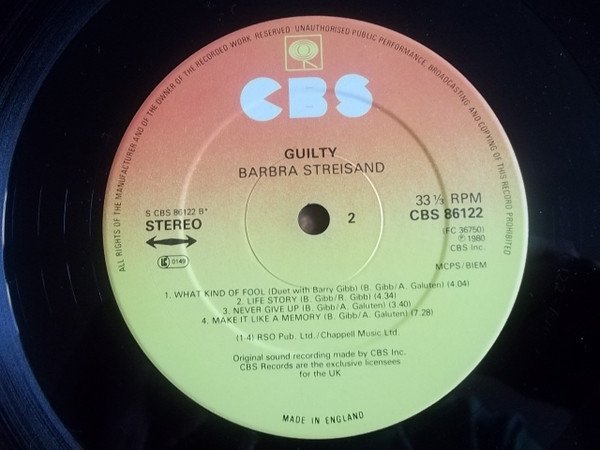 ALL RIGHTS OF THE MANUFACTURER AND OF THE OWNER OF THE RECORDED WORK RESERVED UNAUTHORISED PUBLIC PERFORMANCE, BROADCASTING AND COPYING OF THIS RECORD PROHIBITED
CBS
GUILTY
BARBRA STREISAND
S CBS 86122 B*
STEREO
K 0149
2
33⅓ RPM
CBS 86122
(FC 36750)
℗ 1980
CBS Inc.
MCPS/BIEM
1. WHAT KIND OF FOOL (Duet with Barry Gibb) (B. Gibb/A. Galuten) (4.04)
2. LIFE STORY (B. Gibb/R. Gibb) (4.34)
3. NEVER GIVE UP (B. Gibb/A. Galuten) (3.40)
4. MAKE IT LIKE A MEMORY (B. Gibb/A. Galuten) (7.28)
(1-4) RSO Pub. Ltd./Chappell Music Ltd.
Original sound recording made by CBS Inc.
CBS Records are the exclusive licensees
for the UK
MADE IN ENGLAND